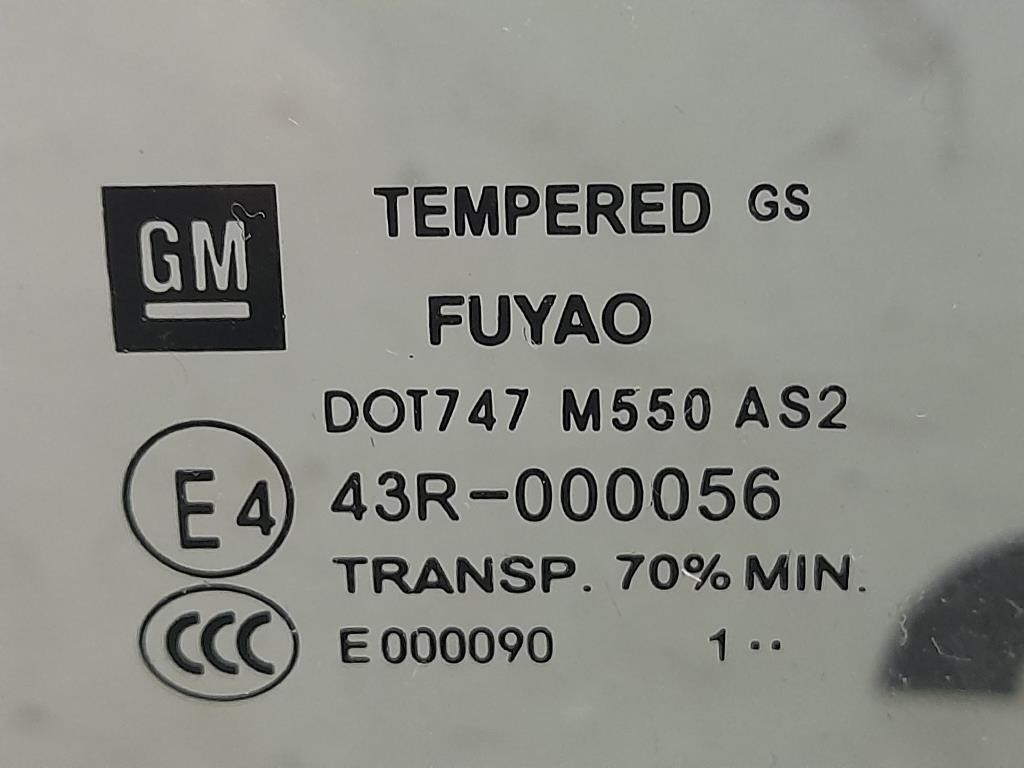 GM
TEMPERED GS
FUYAO
DOT747 M550 AS2
E4 43R-000056
TRANSP. 70% MIN.
CCC E000090 1 ··